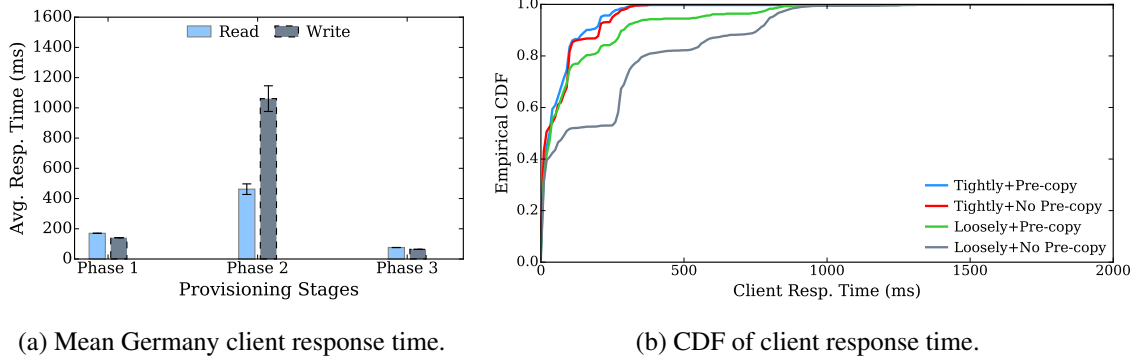 1600
1400
1200
1000
800
600
400
200
0
Avg. Resp. Time (ms)
Read Write
Phase 1 Phase 2 Phase 3
Provisioning Stages
(a) Mean Germany client response time.
1.0
0.8
0.6
0.4
0.2
0.0
Empirical CDF
Tightly+Pre-copy
Tightly+No Pre-copy
Loosely+Pre-copy
Loosely+No Pre-copy
0 500 1000 1500 2000
Client Resp. Time (ms)
(b) CDF of client response time.